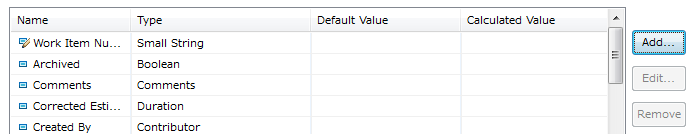 Name Type Default Value Calculated Value
Work Item Nu... Small String
Add...
Archived Boolean
Edit...
Comments Comments
Corrected Esti... Duration
Remove
Created By Contributor